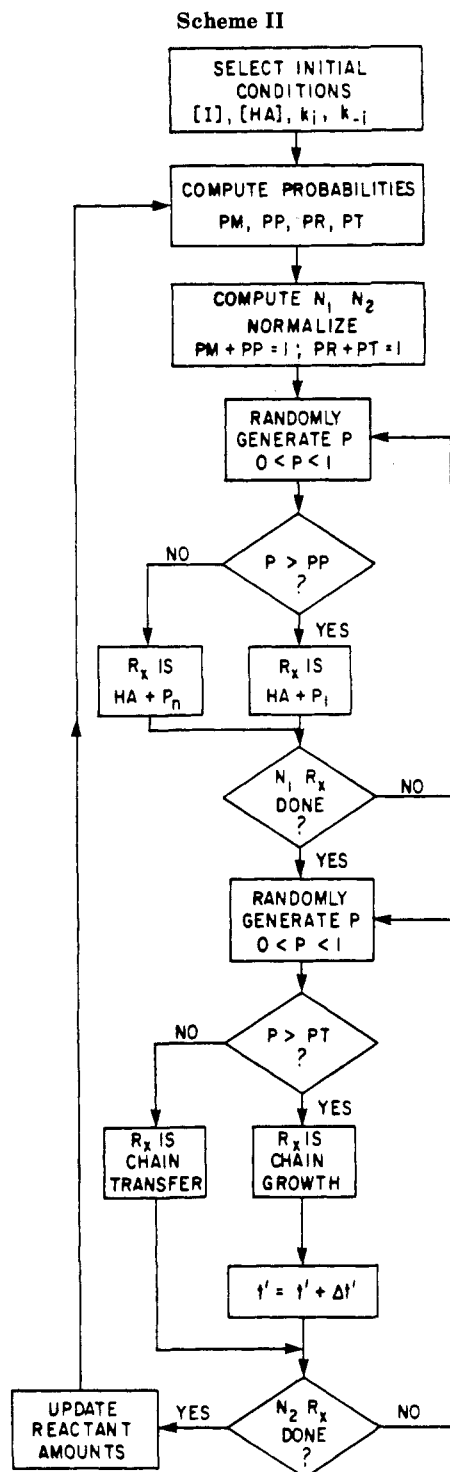 Scheme II
SELECT INITIAL
CONDITIONS
[I], [HA], ki, k-i
COMPUTE PROBABILITIES
PM, PP, PR, PT
COMPUTE N1 N2
NORMALIZE
PM + PP = 1; PR + PT = 1
RANDOMLY
GENERATE P
0 < P < 1
P > PP
?
NO
YES
Rx IS
HA + Pn
Rx IS
HA + P1
N1 Rx
DONE
?
NO
YES
RANDOMLY
GENERATE P
0 < P < 1
P > PT
?
NO
YES
Rx IS
CHAIN
TRANSFER
Rx IS
CHAIN
GROWTH
t' = t' + Δt'
N2 Rx
DONE
?
YES
NO
UPDATE
REACTANT
AMOUNTS